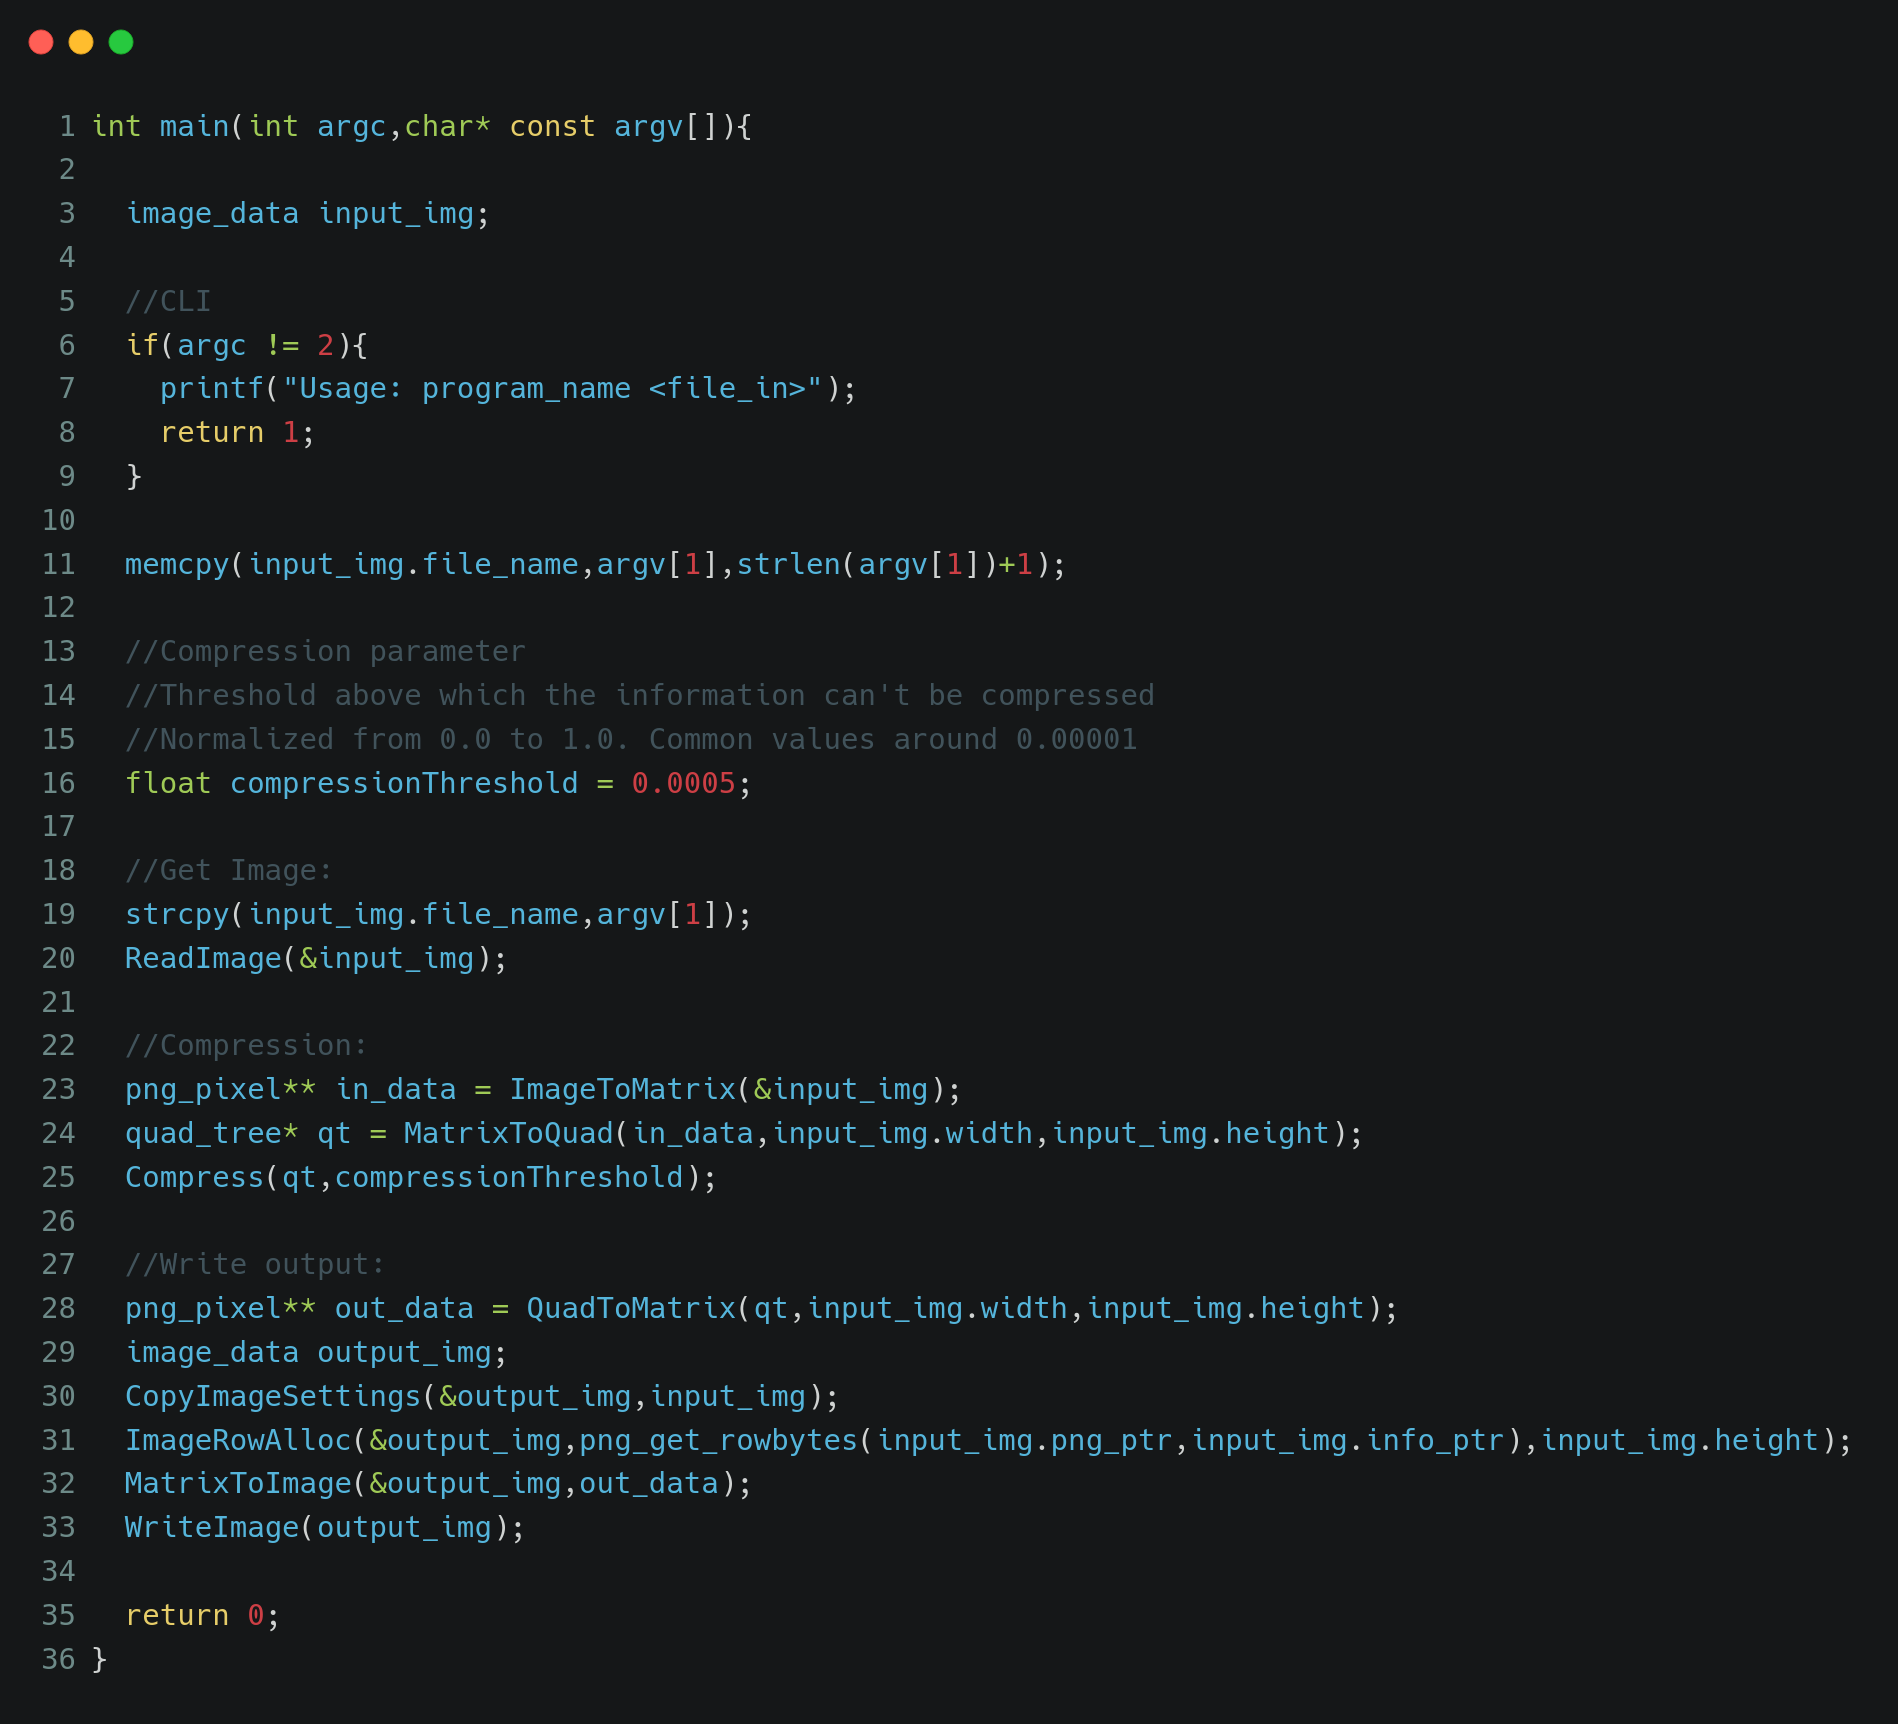 1 int main(int argc,char* const argv[]){
2
3   image_data input_img;
4
5   //CLI
6   if(argc != 2){
7     printf("Usage: program_name <file_in>");
8     return 1;
9   }
10
11   memcpy(input_img.file_name,argv[1],strlen(argv[1])+1);
12
13   //Compression parameter
14   //Threshold above which the information can't be compressed
15   //Normalized from 0.0 to 1.0. Common values around 0.00001
16   float compressionThreshold = 0.0005;
17
18   //Get Image:
19   strcpy(input_img.file_name,argv[1]);
20   ReadImage(&input_img);
21
22   //Compression:
23   png_pixel** in_data = ImageToMatrix(&input_img);
24   quad_tree* qt = MatrixToQuad(in_data,input_img.width,input_img.height);
25   Compress(qt,compressionThreshold);
26
27   //Write output:
28   png_pixel** out_data = QuadToMatrix(qt,input_img.width,input_img.height);
29   image_data output_img;
30   CopyImageSettings(&output_img,input_img);
31   ImageRowAlloc(&output_img,png_get_rowbytes(input_img.png_ptr,input_img.info_ptr),input_img.height);
32   MatrixToImage(&output_img,out_data);
33   WriteImage(output_img);
34
35   return 0;
36 }